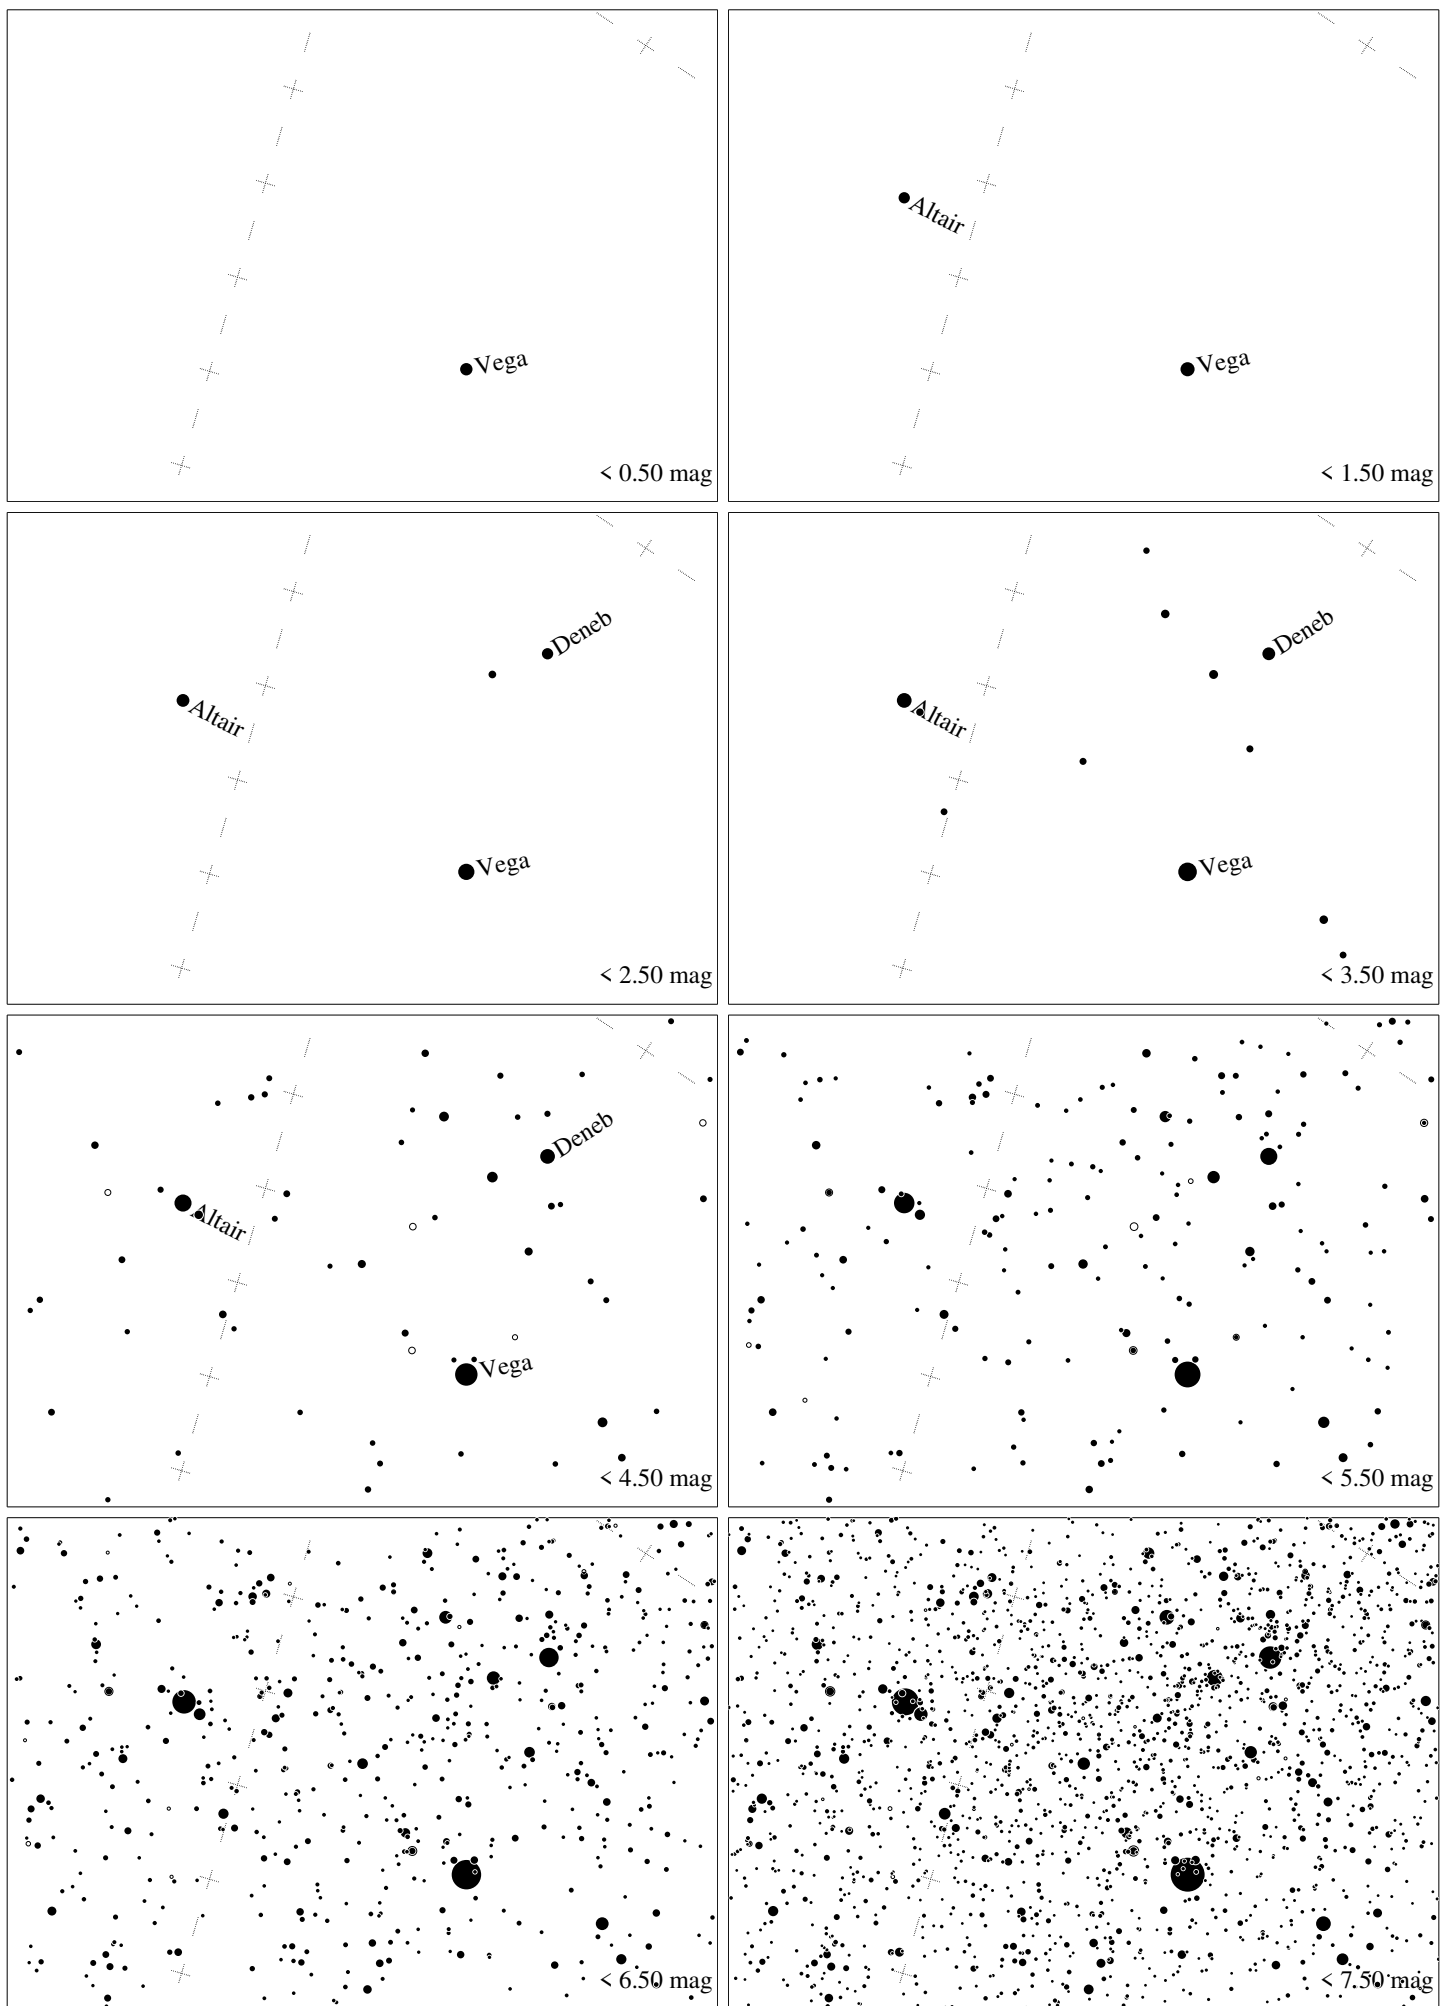 Vega
< 0.50 mag
Altair
Vega
< 1.50 mag
Deneb
Altair
Vega
< 2.50 mag
Deneb
Altair
Vega
< 3.50 mag
Deneb
Altair
Vega
< 4.50 mag
< 5.50 mag
< 6.50 mag
< 7.50 mag